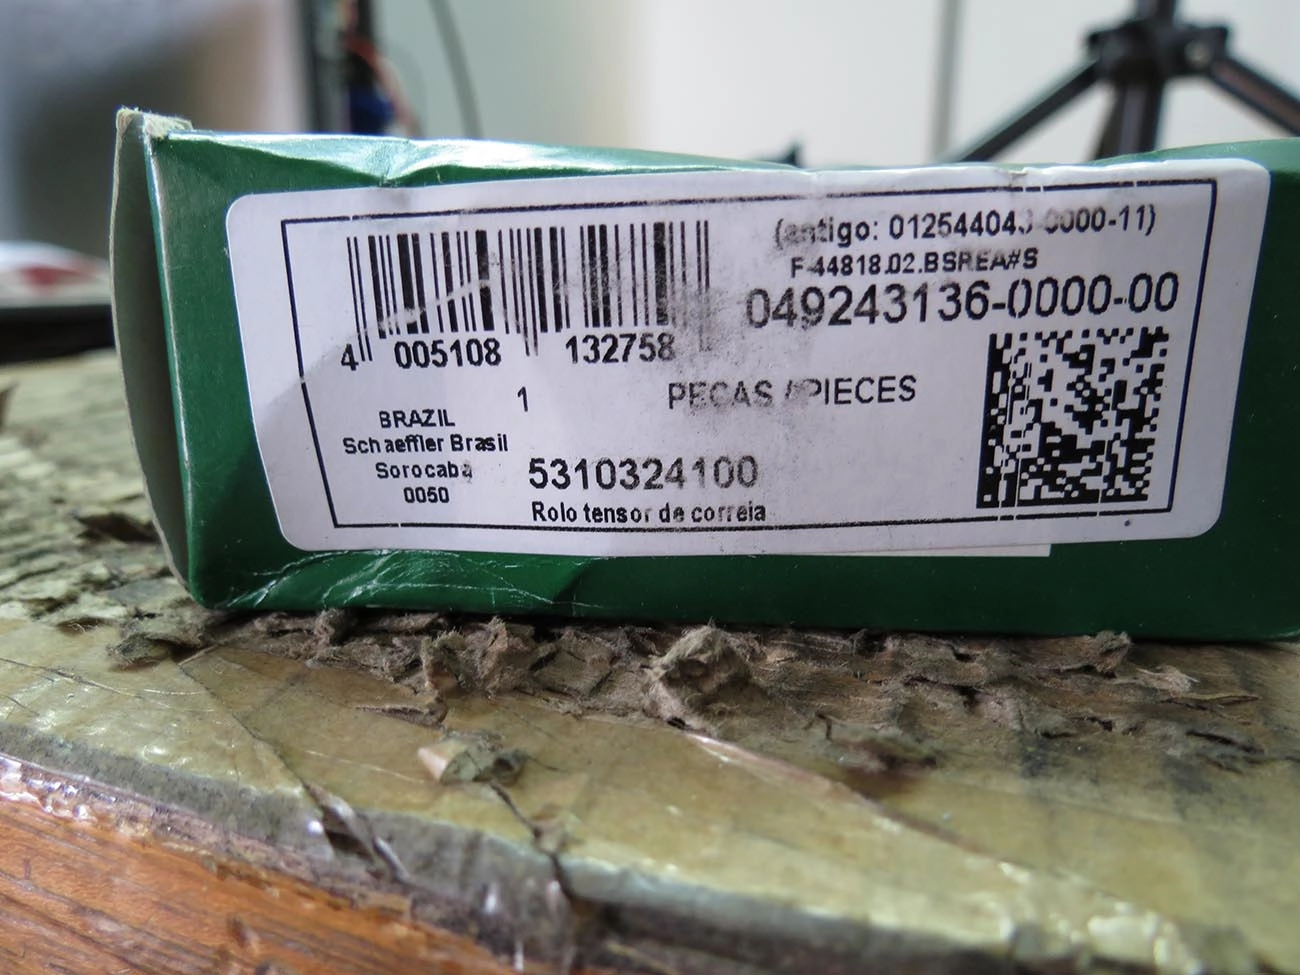 (antigo: 012544043-0000-11)
F-44818.02.BSREA#S
049243136-0000-00
4 005108 132758
1 PEÇAS / PIECES
BRAZIL
Schaeffler Brasil
Sorocaba
0050
5310324100
Rolo tensor de correia